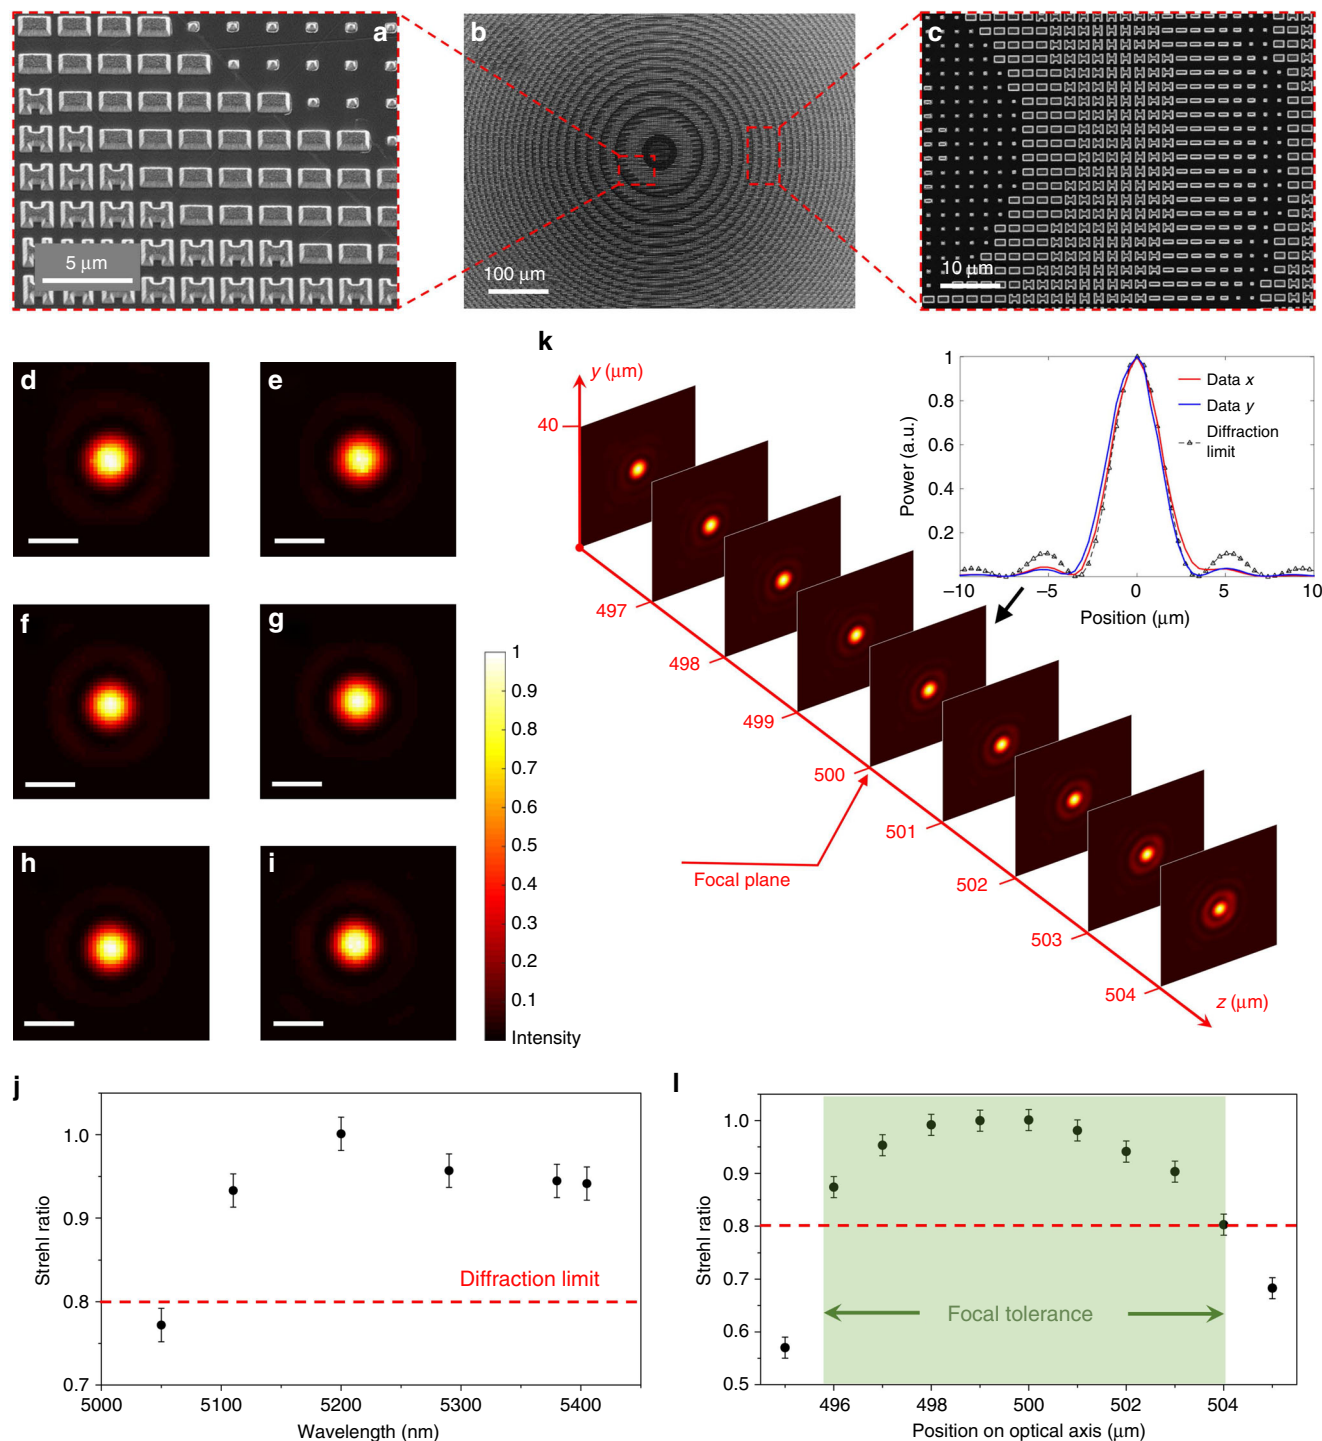 a
5 μm
b
100 μm
c
10 μm
d
e
f
g
h
i
1
0.9
0.8
0.7
0.6
0.5
0.4
0.3
0.2
0.1
Intensity
k
y (μm)
40
497
498
499
500
501
502
503
504
z (μm)
Focal plane
1
0.8
0.6
0.4
0.2
Power (a.u.)
−10
−5
0
5
10
Position (μm)
Data x
Data y
Diffraction
limit
j
1.0
0.9
0.8
0.7
Strehl ratio
Diffraction limit
5000
5100
5200
5300
5400
Wavelength (nm)
l
1.0
0.9
0.8
0.7
0.6
0.5
Strehl ratio
Focal tolerance
496
498
500
502
504
Position on optical axis (μm)